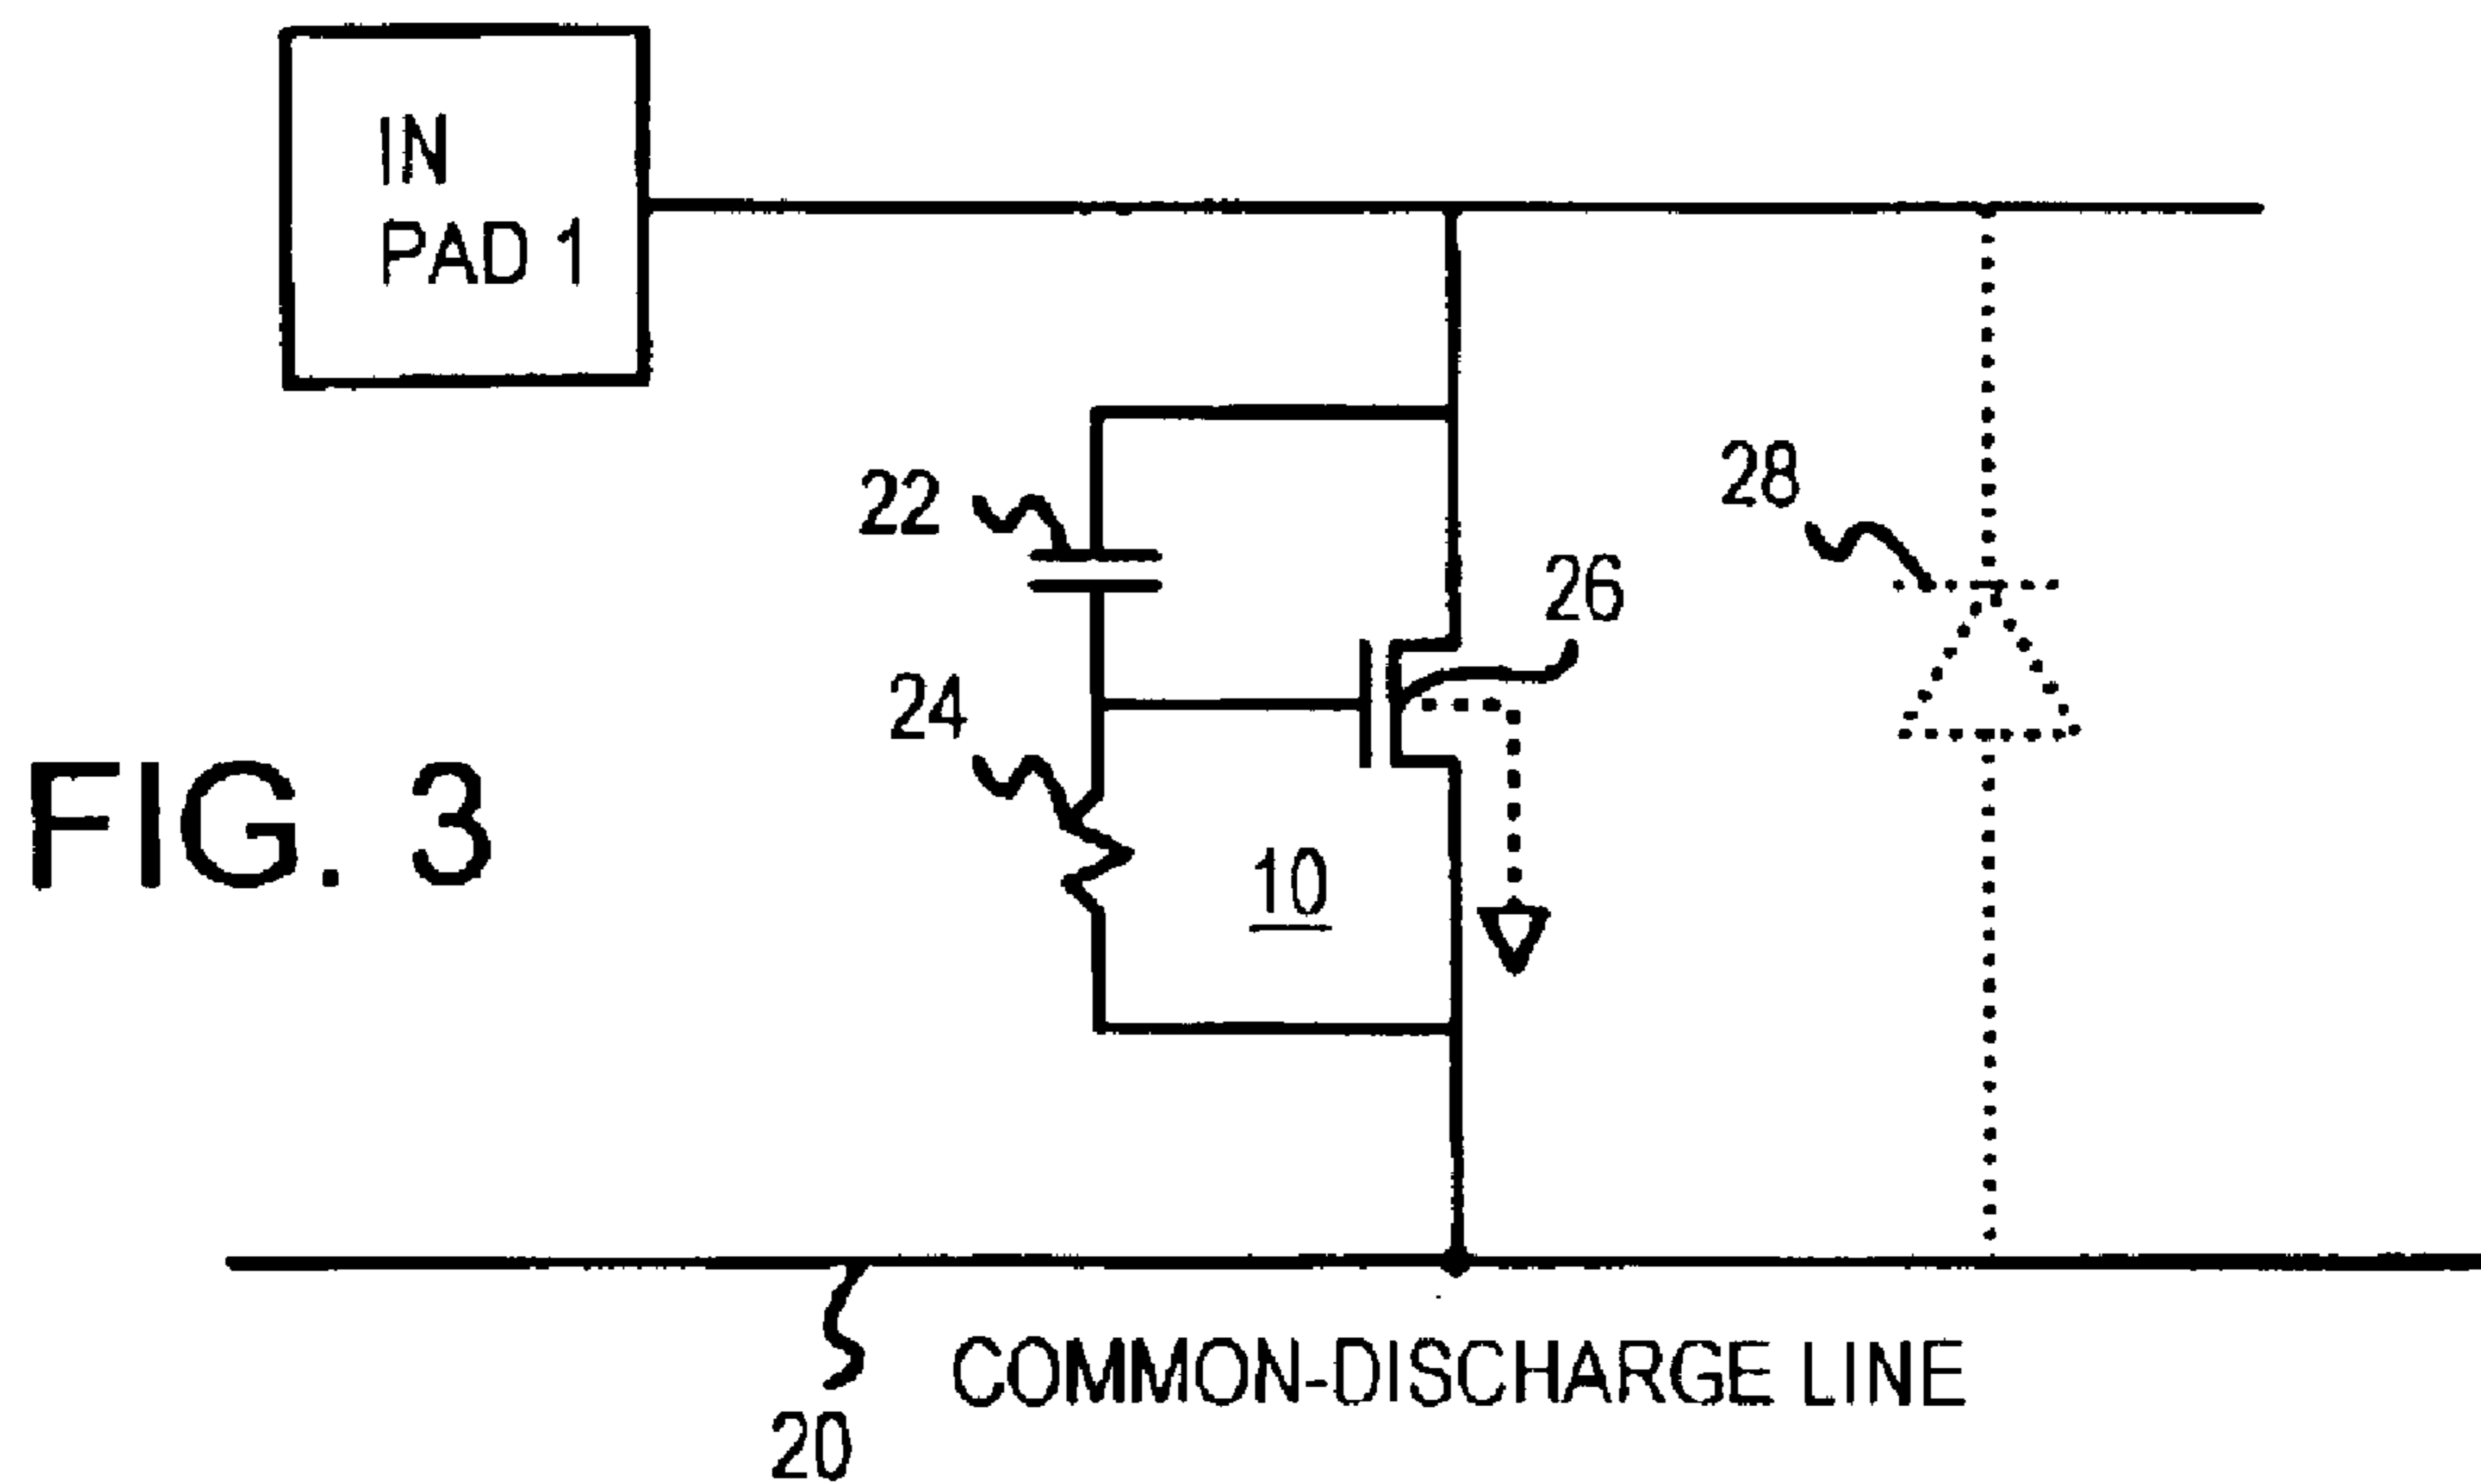 IN
PAD 1
22
28
26
24
FIG. 3
10
COMMON-DISCHARGE LINE
20